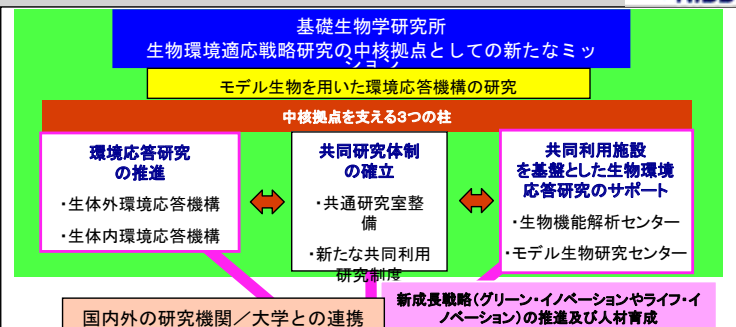 基礎生物学研究所
生物環境適応戦略研究の中核拠点としての新たなミッ
ション
モデル生物を用いた環境応答機構の研究
中核拠点を支える3つの柱
環境応答研究
の推進
・生体外環境応答機構
・生体内環境応答機構
共同研究体制
の確立
・共通研究室整
備
・新たな共同利用
研究制度
共同利用施設
を基盤とした生物環境
応答研究のサポート
・生物機能解析センター
・モデル生物研究センター
国内外の研究機関／大学との連携
新成長戦略(グリーン・イノベーションやライフ・イ
ノベーション)の推進及び人材育成